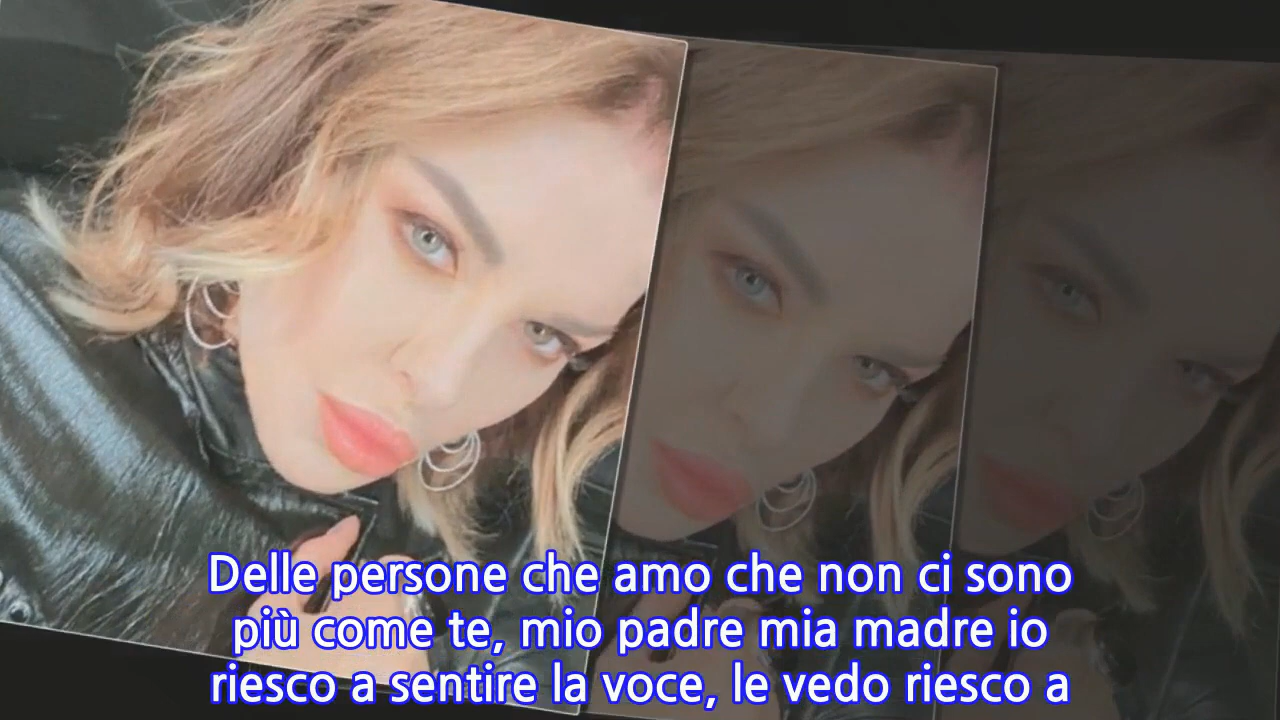 Delle persone che amo che non ci sono
più come te, mio padre mia madre io
riesco a sentire la voce, le vedo riesco a